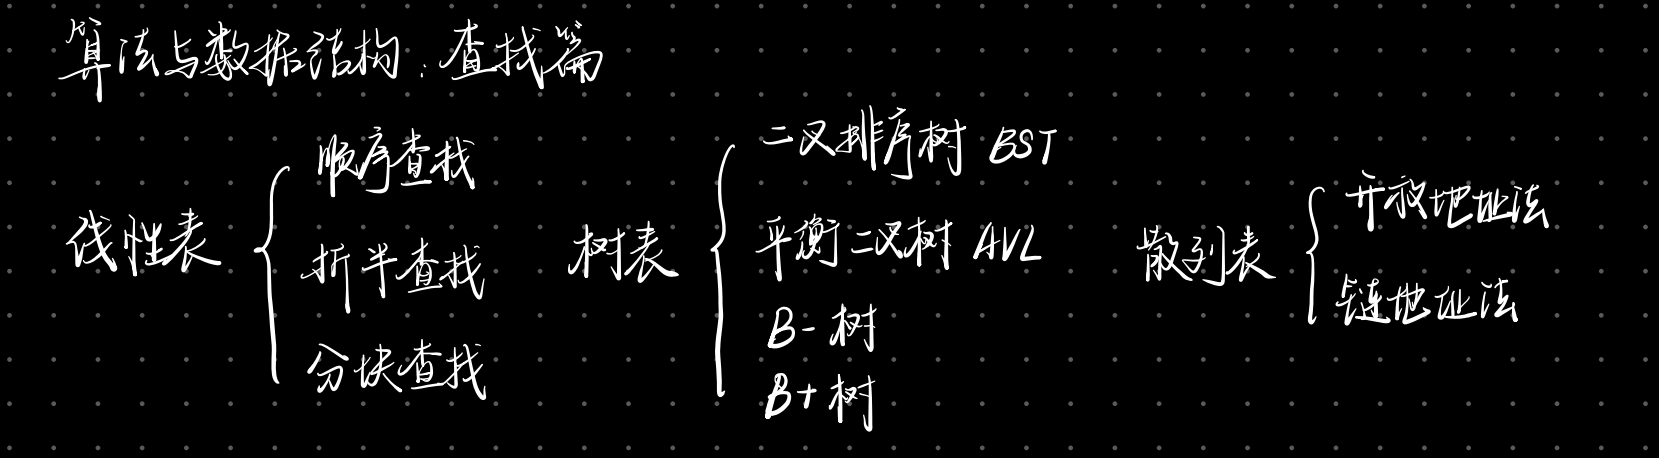 算法与数据结构：查找篇
线性表
顺序查找
折半查找
分块查找
树表
二叉排序树 BST
平衡二叉树 AVL
B-树
B+树
散列表
开放地址法
链地址法